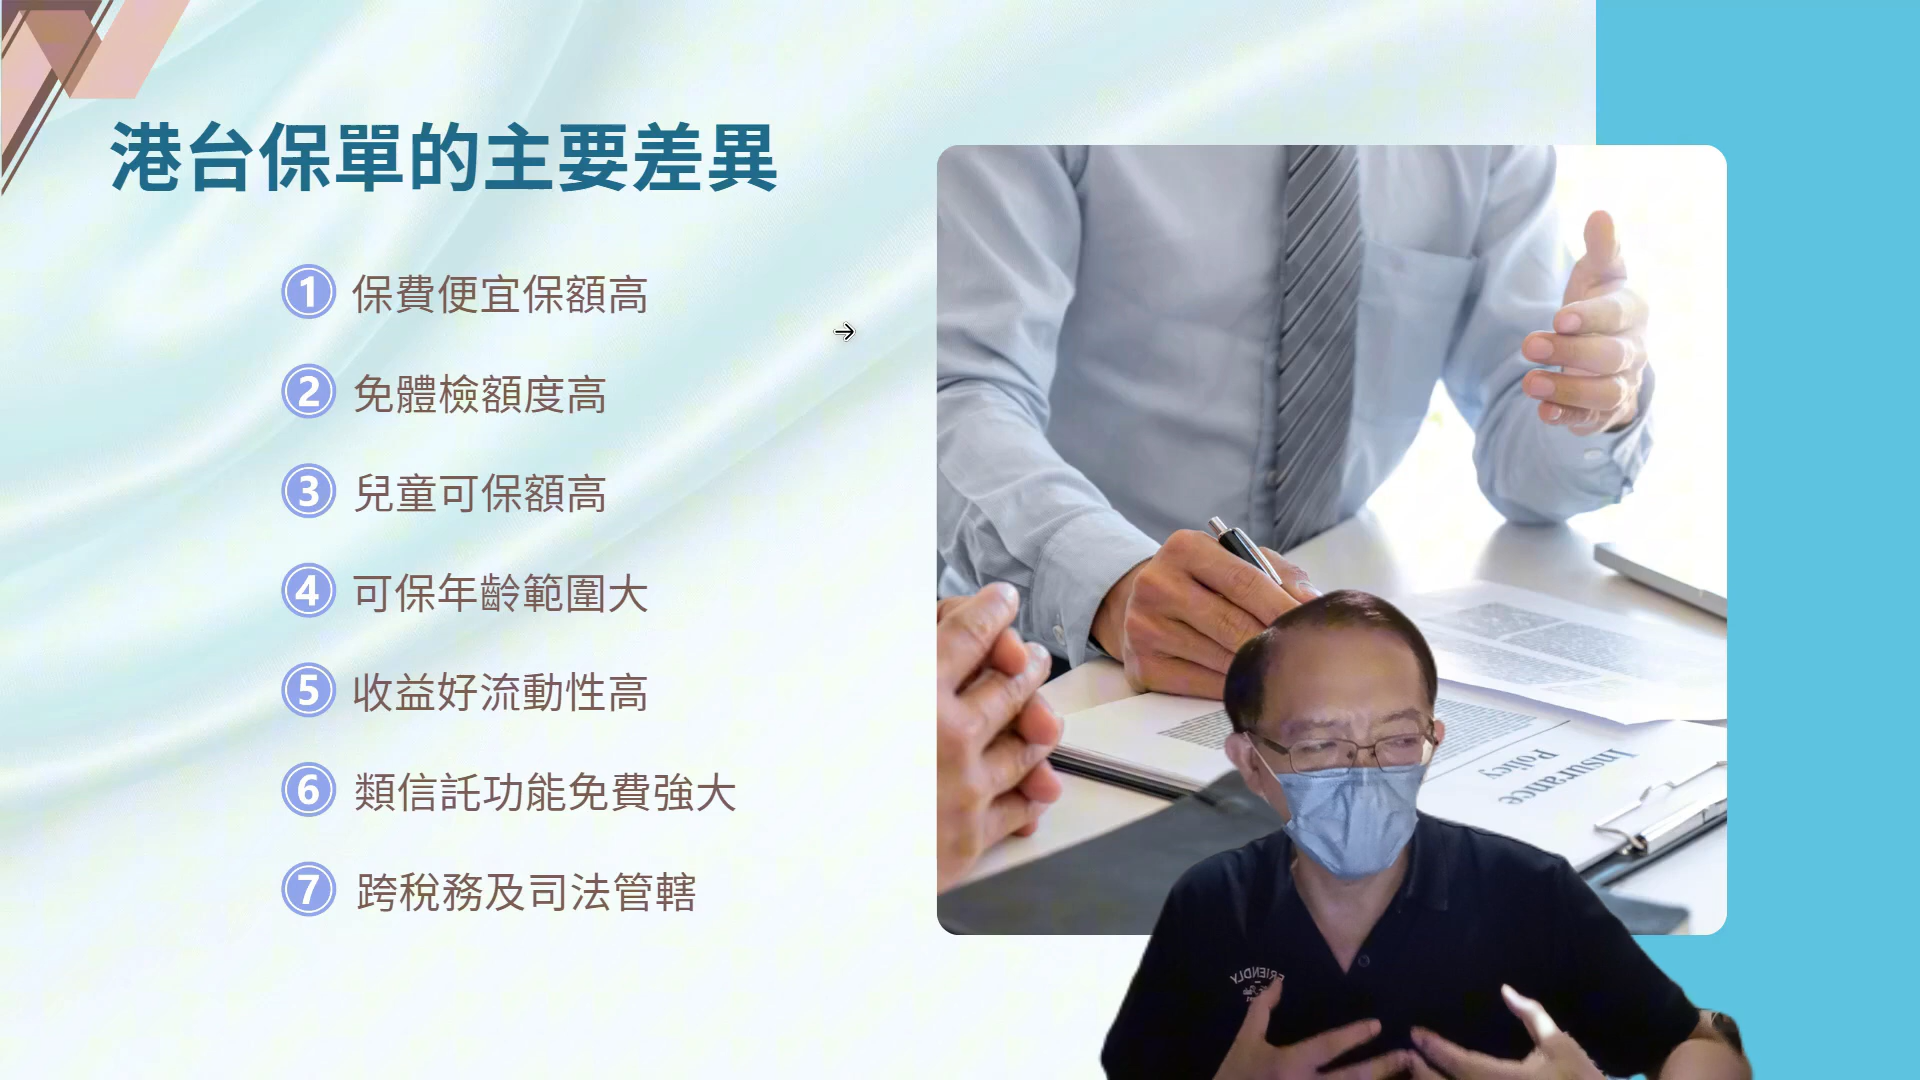 港台保單的主要差異
1 保費便宜保額高
2 免體檢額度高
3 兒童可保額高
4 可保年齡範圍大
5 收益好流動性高
6 類信託功能免費強大
7 跨稅務及司法管轄
Insurance
Policy
FRIENDLY